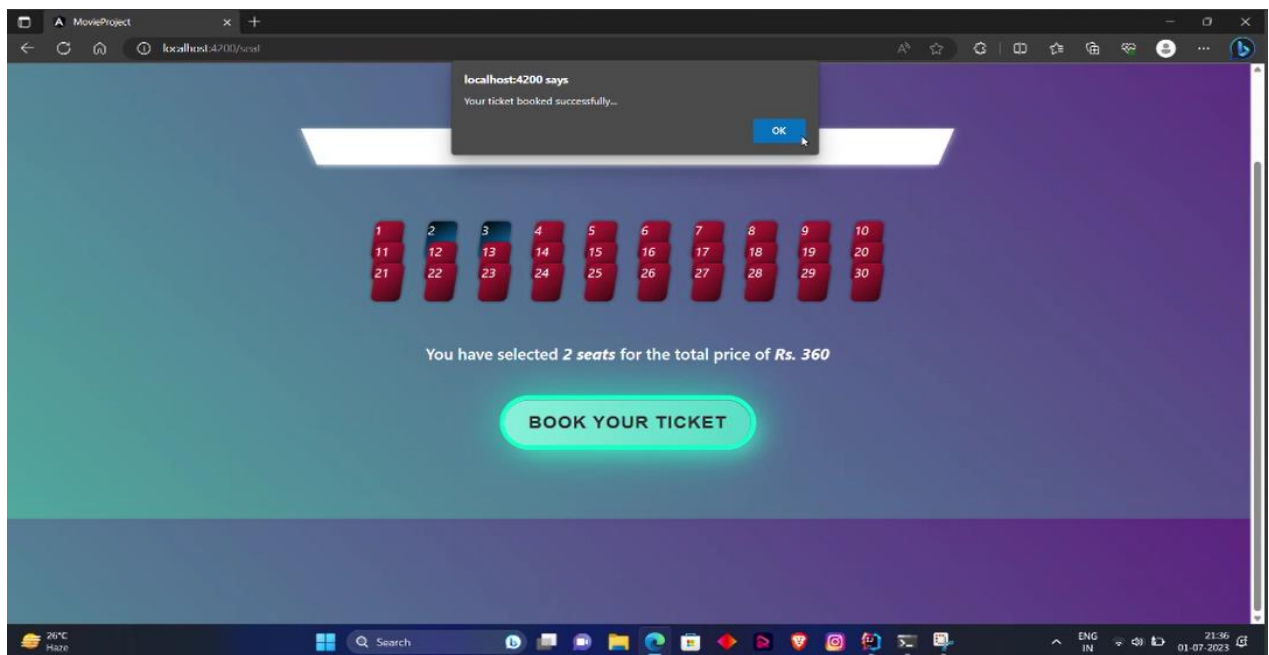 MovieProject
localhost:4200/seat
localhost:4200 says
Your ticket booked successfully...
OK
1 2 3 4 5 6 7 8 9 10
11 12 13 14 15 16 17 18 19 20
21 22 23 24 25 26 27 28 29 30
You have selected 2 seats for the total price of Rs. 360
BOOK YOUR TICKET
26°C
Haze
Search
ENG
IN
21:36
01-07-2023